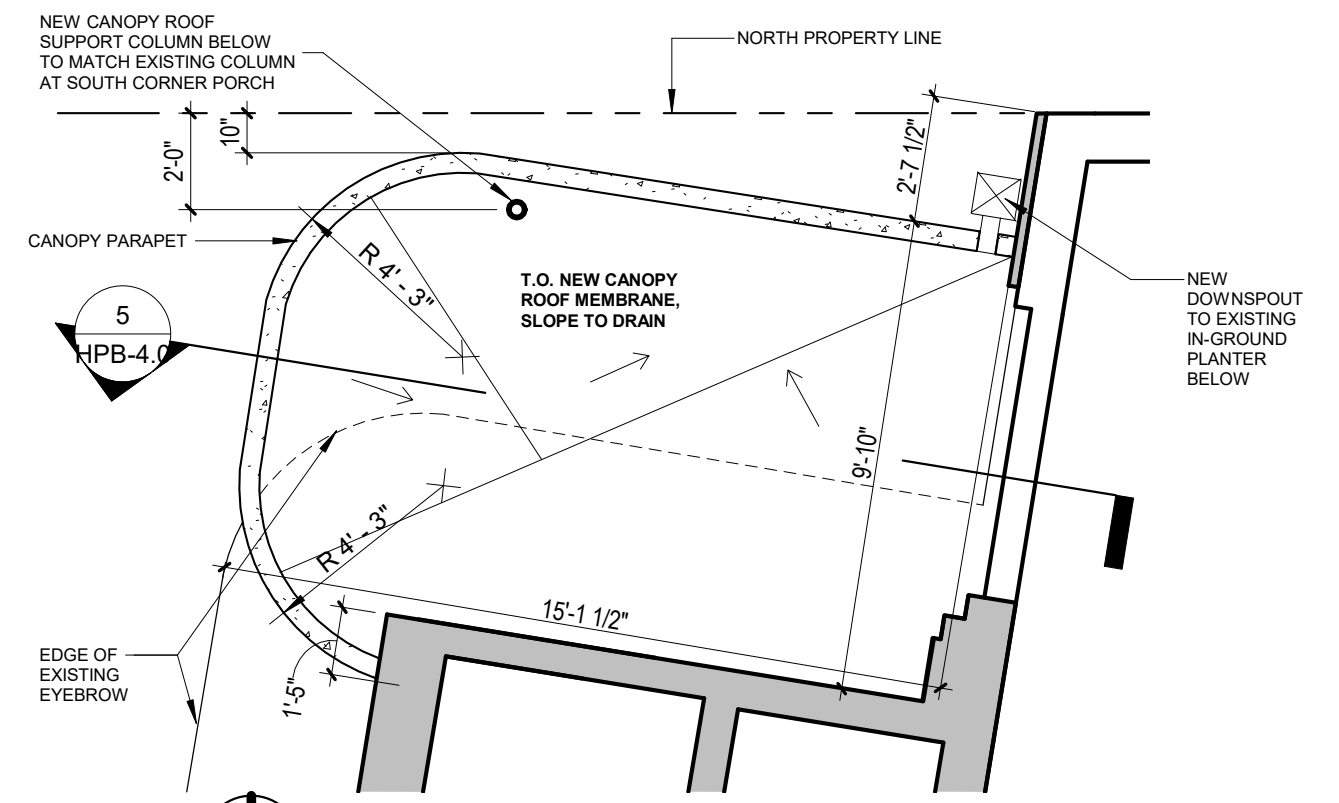 NEW CANOPY ROOF
SUPPORT COLUMN BELOW
TO MATCH EXISTING COLUMN
AT SOUTH CORNER PORCH
NORTH PROPERTY LINE
10"
2'-0"
2'-7 1/2"
CANOPY PARAPET
R 4' - 3"
T.O. NEW CANOPY
ROOF MEMBRANE,
SLOPE TO DRAIN
NEW
DOWNSPOUT
TO EXISTING
IN-GROUND
PLANTER
BELOW
5
HPB-4.0
9'-10"
R 4' - 3"
15'-1 1/2"
EDGE OF
EXISTING
EYEBROW
1'-5"